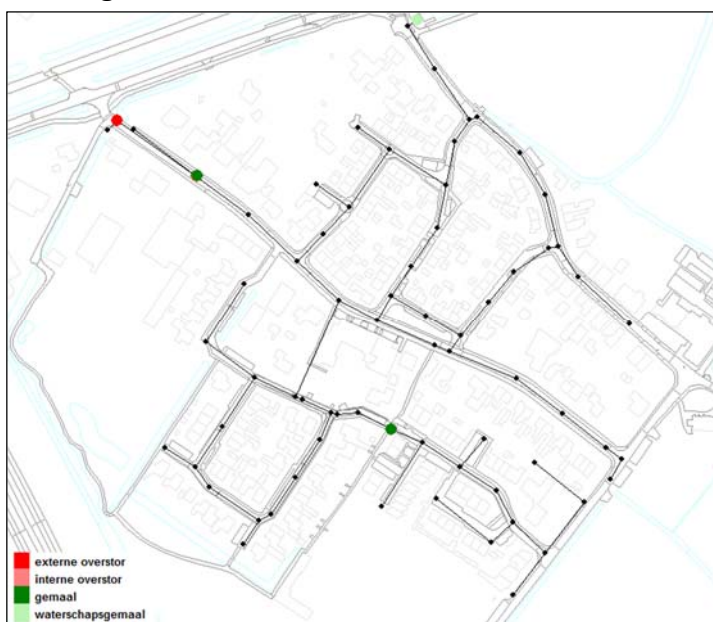 externe overstor
interne overstor
gemaal
waterschapsgemaal